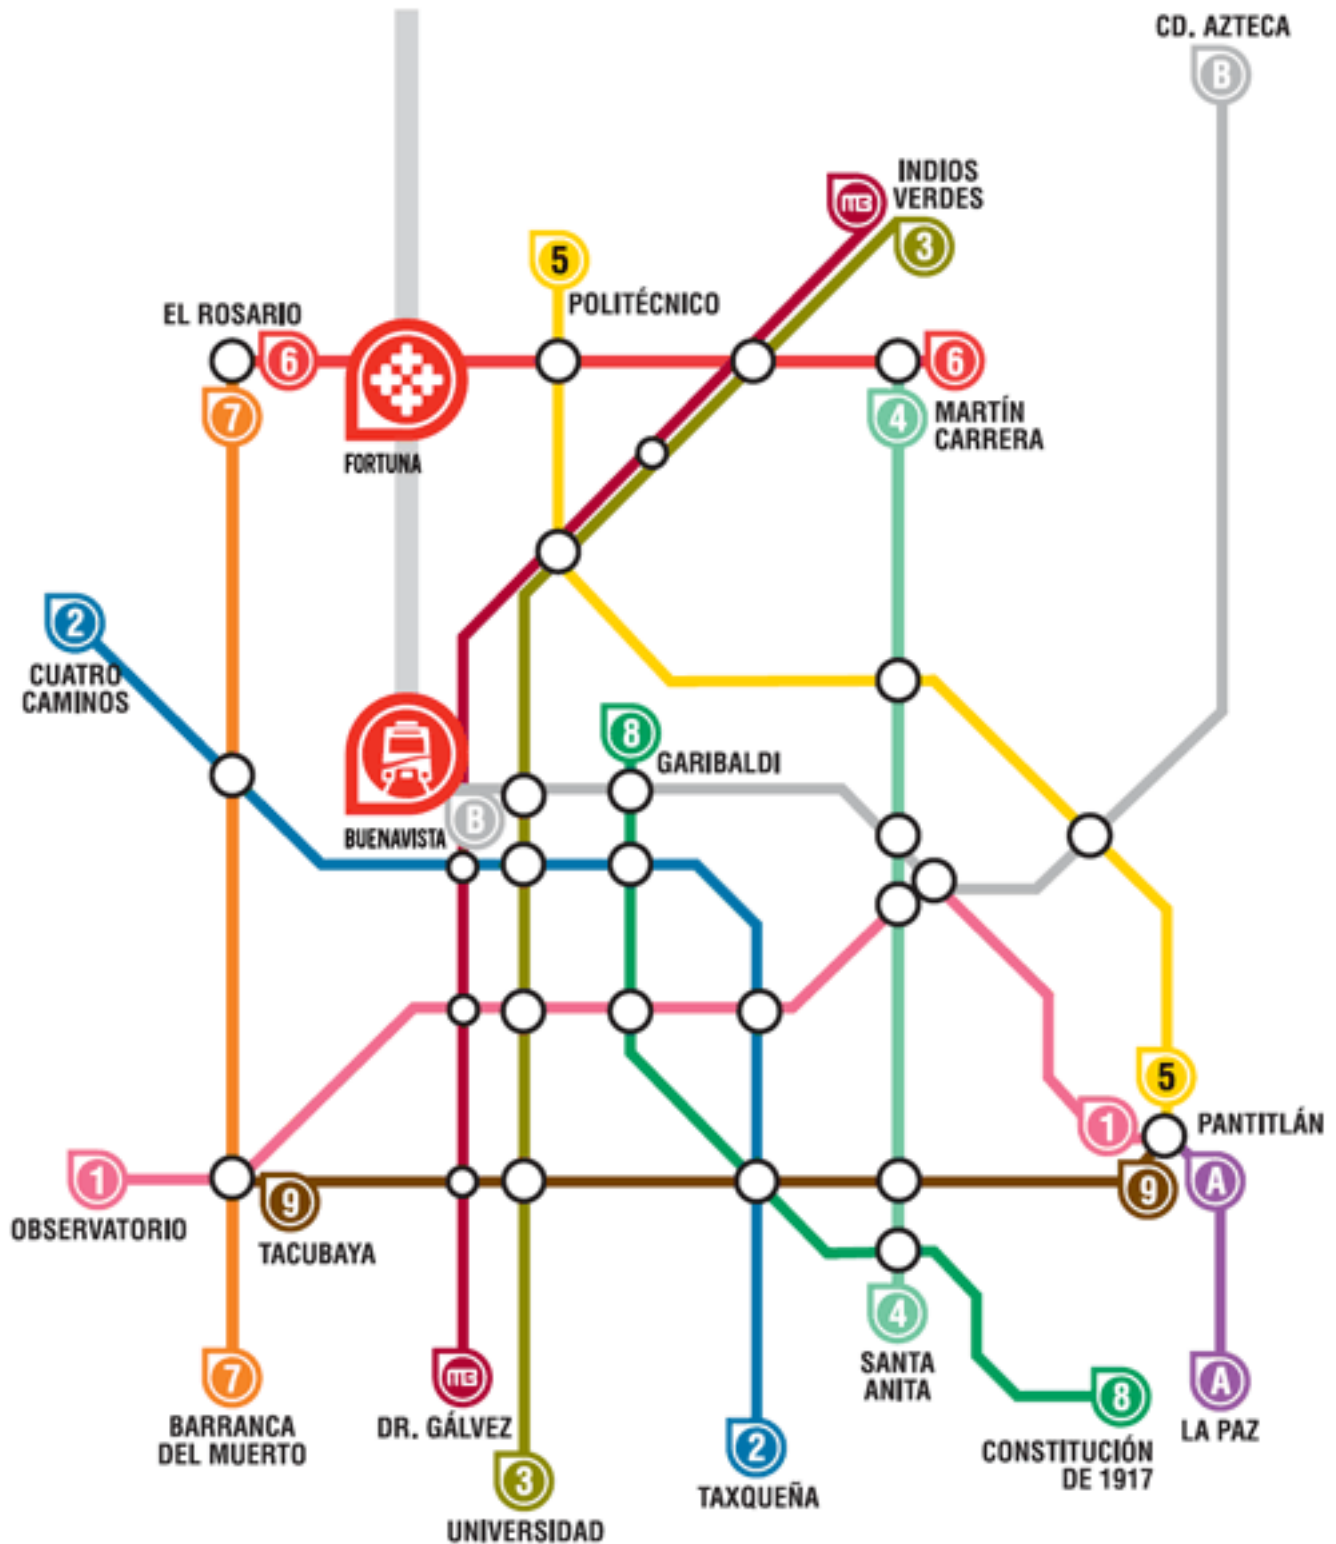 CD. AZTECA
B
INDIOS
VERDES
MB
3
5
POLITÉCNICO
EL ROSARIO
6
6
7
4
MARTÍN
CARRERA
FORTUNA
2
CUATRO
CAMINOS
8
GARIBALDI
B
BUENAVISTA
5
1
PANTITLÁN
1
9
9
A
OBSERVATORIO
TACUBAYA
4
SANTA
ANITA
7
BARRANCA
DEL MUERTO
MB
DR. GÁLVEZ
8
CONSTITUCIÓN
DE 1917
A
LA PAZ
2
TAXQUEÑA
3
UNIVERSIDAD